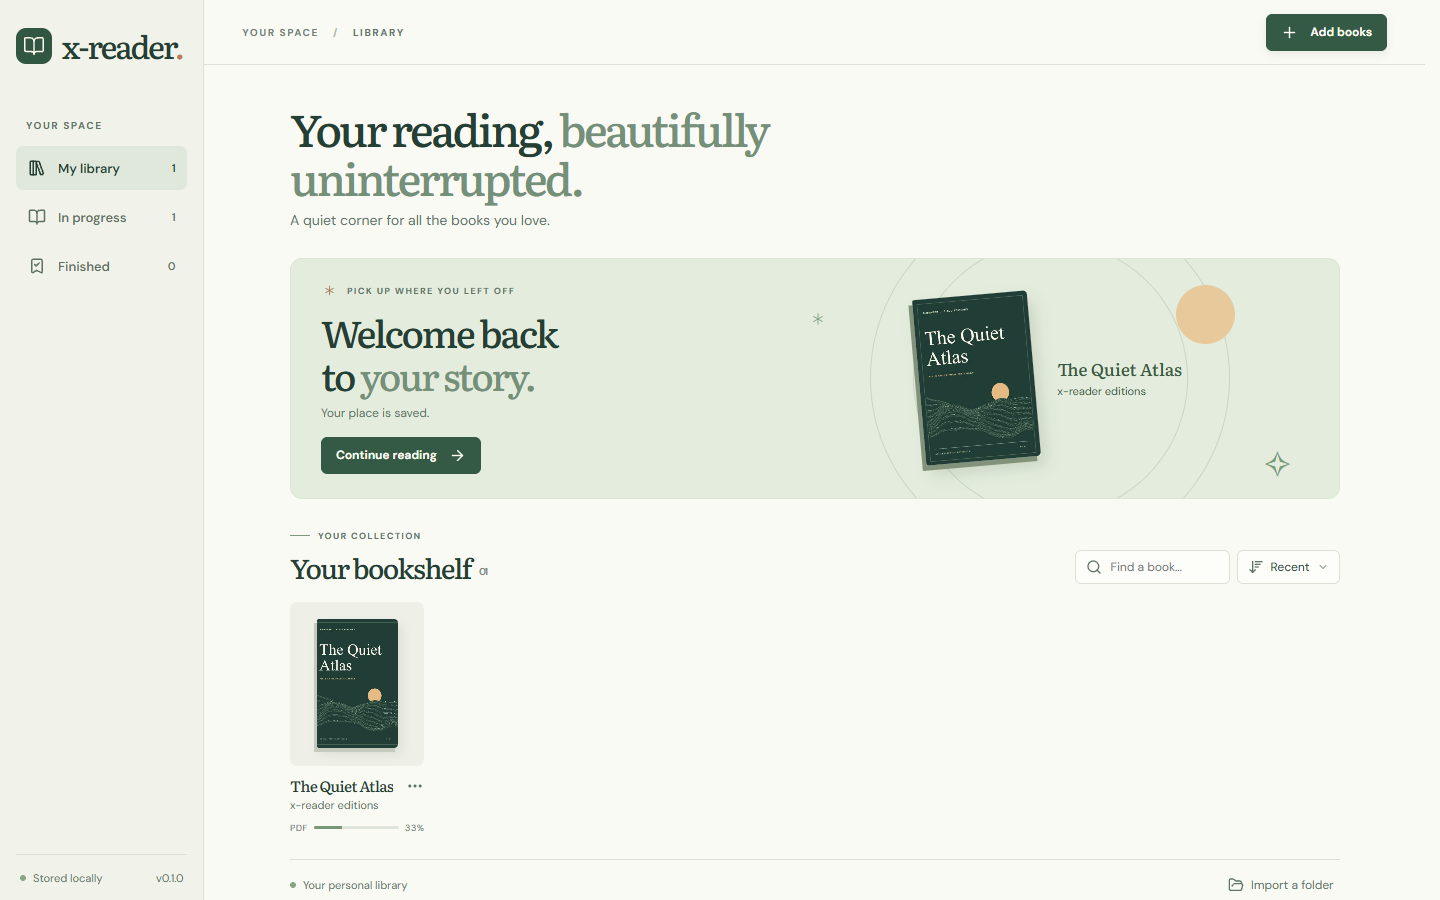 x-reader.
YOUR SPACE
My library 1
In progress 1
Finished 0
Stored locally v0.1.0
YOUR SPACE / LIBRARY
Add books
Your reading, beautifully
uninterrupted.
A quiet corner for all the books you love.
PICK UP WHERE YOU LEFT OFF
Welcome back
to your story.
Your place is saved.
Continue reading
The Quiet
Atlas
The Quiet Atlas
x-reader editions
YOUR COLLECTION
Your bookshelf 01
Find a book...
Recent
The Quiet
Atlas
The Quiet Atlas
x-reader editions
PDF 33%
Your personal library
Import a folder